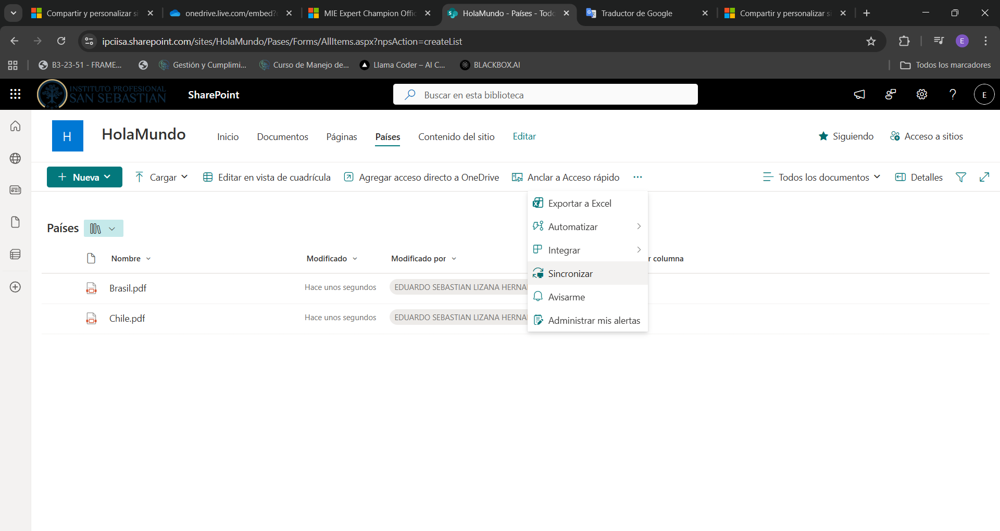 Compartir y personalizar si
onedrive.live.com/embed?
MIE Expert Champion Offic
HolaMundo - Países - Todo
Traductor de Google
Compartir y personalizar si
ipciisa.sharepoint.com/sites/HolaMundo/Pases/Forms/AllItems.aspx?npsAction=createList
E
B3-23-51 - FRAME...
Gestión y Cumplimi...
Curso de Manejo de...
Llama Coder – AI C...
BLACKBOX.AI
Todos los marcadores
INSTITUTO PROFESIONAL
SAN SEBASTIAN
SharePoint
Buscar en esta biblioteca
?
E
H
HolaMundo
Inicio
Documentos
Páginas
Países
Contenido del sitio
Editar
Siguiendo
Acceso a sitios
Nueva
Cargar
Editar en vista de cuadrícula
Agregar acceso directo a OneDrive
Anclar a Acceso rápido
Todos los documentos
Detalles
Exportar a Excel
Automatizar
Integrar
Sincronizar
Avisarme
Administrar mis alertas
Países
Nombre
Modificado
Modificado por
r columna
Brasil.pdf
Hace unos segundos
EDUARDO SEBASTIAN LIZANA HERNA
Chile.pdf
Hace unos segundos
EDUARDO SEBASTIAN LIZANA HERNA